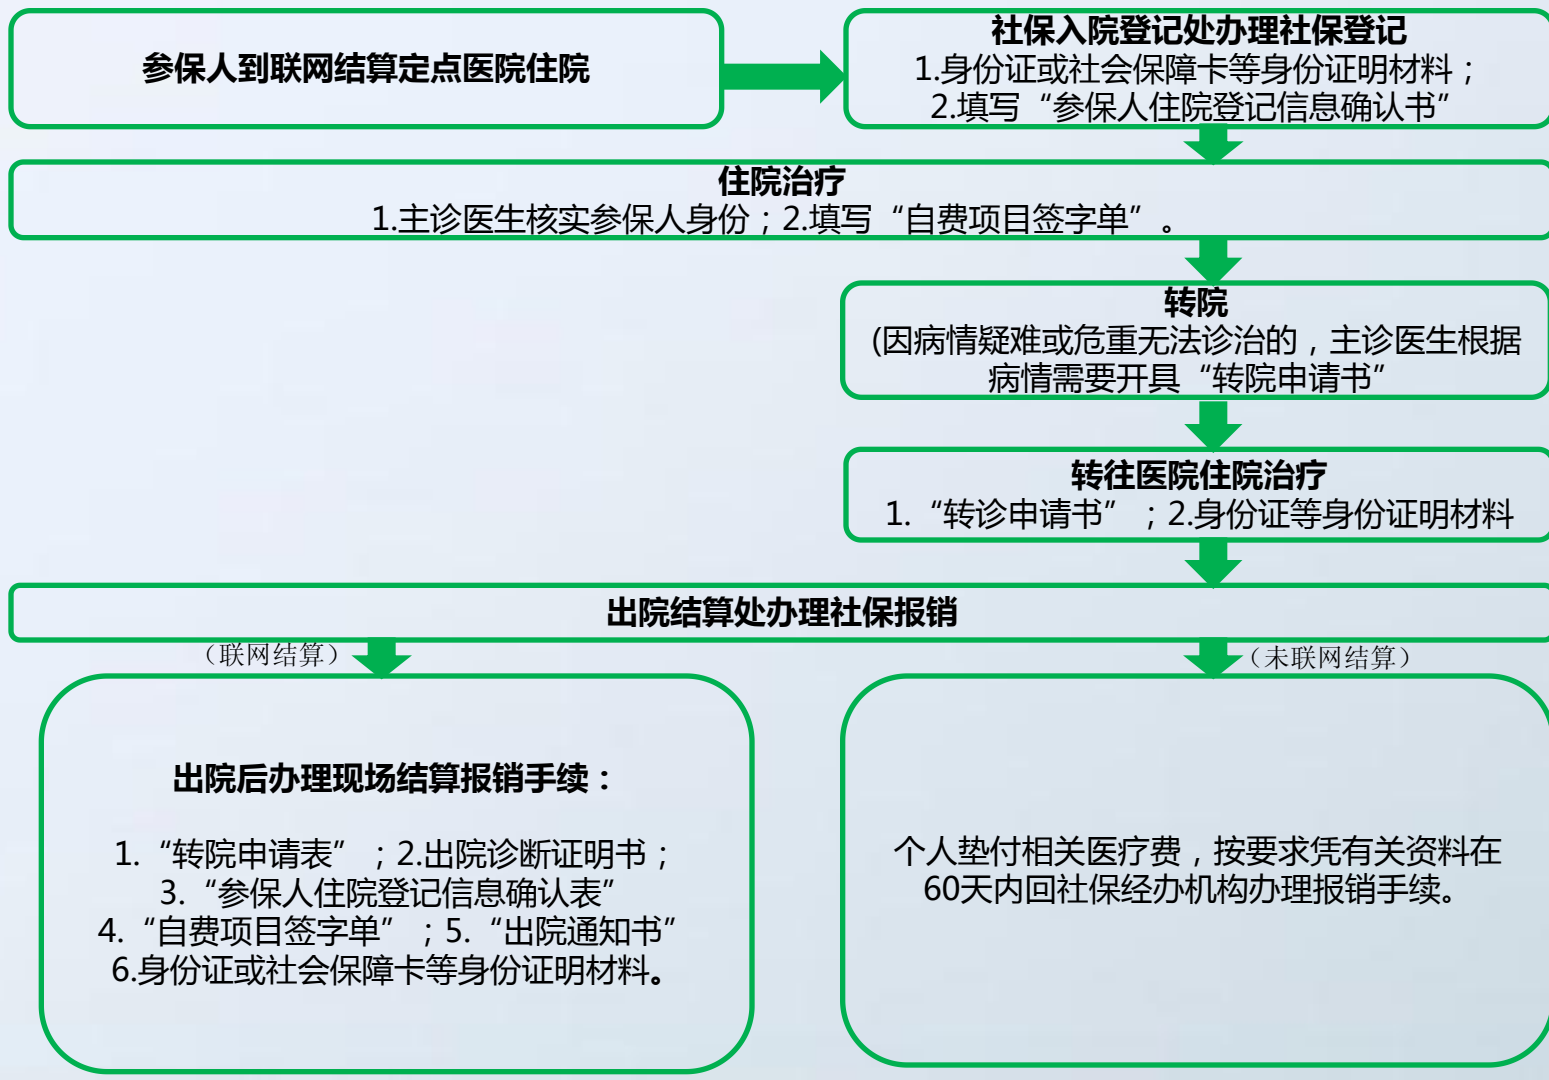 参保人到联网结算定点医院住院
社保入院登记处办理社保登记
1.身份证或社会保障卡等身份证明材料；
2.填写“参保人住院登记信息确认书”
住院治疗
1.主诊医生核实参保人身份；2.填写“自费项目签字单”。
转院
(因病情疑难或危重无法诊治的，主诊医生根据
病情需要开具“转院申请书”
转往医院住院治疗
1.“转诊申请书”；2.身份证等身份证明材料
出院结算处办理社保报销
（联网结算）
（未联网结算）
出院后办理现场结算报销手续：
1.“转院申请表”；2.出院诊断证明书；
3.“参保人住院登记信息确认表”
4.“自费项目签字单”；5.“出院通知书”
6.身份证或社会保障卡等身份证明材料。
个人垫付相关医疗费，按要求凭有关资料在
60天内回社保经办机构办理报销手续。